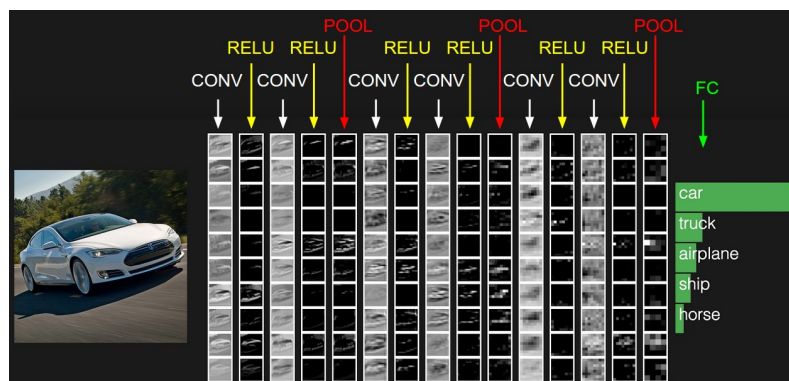 POOL POOL POOL
RELU RELU RELU RELU RELU RELU
CONV CONV CONV CONV CONV CONV
FC
car
truck
airplane
ship
horse